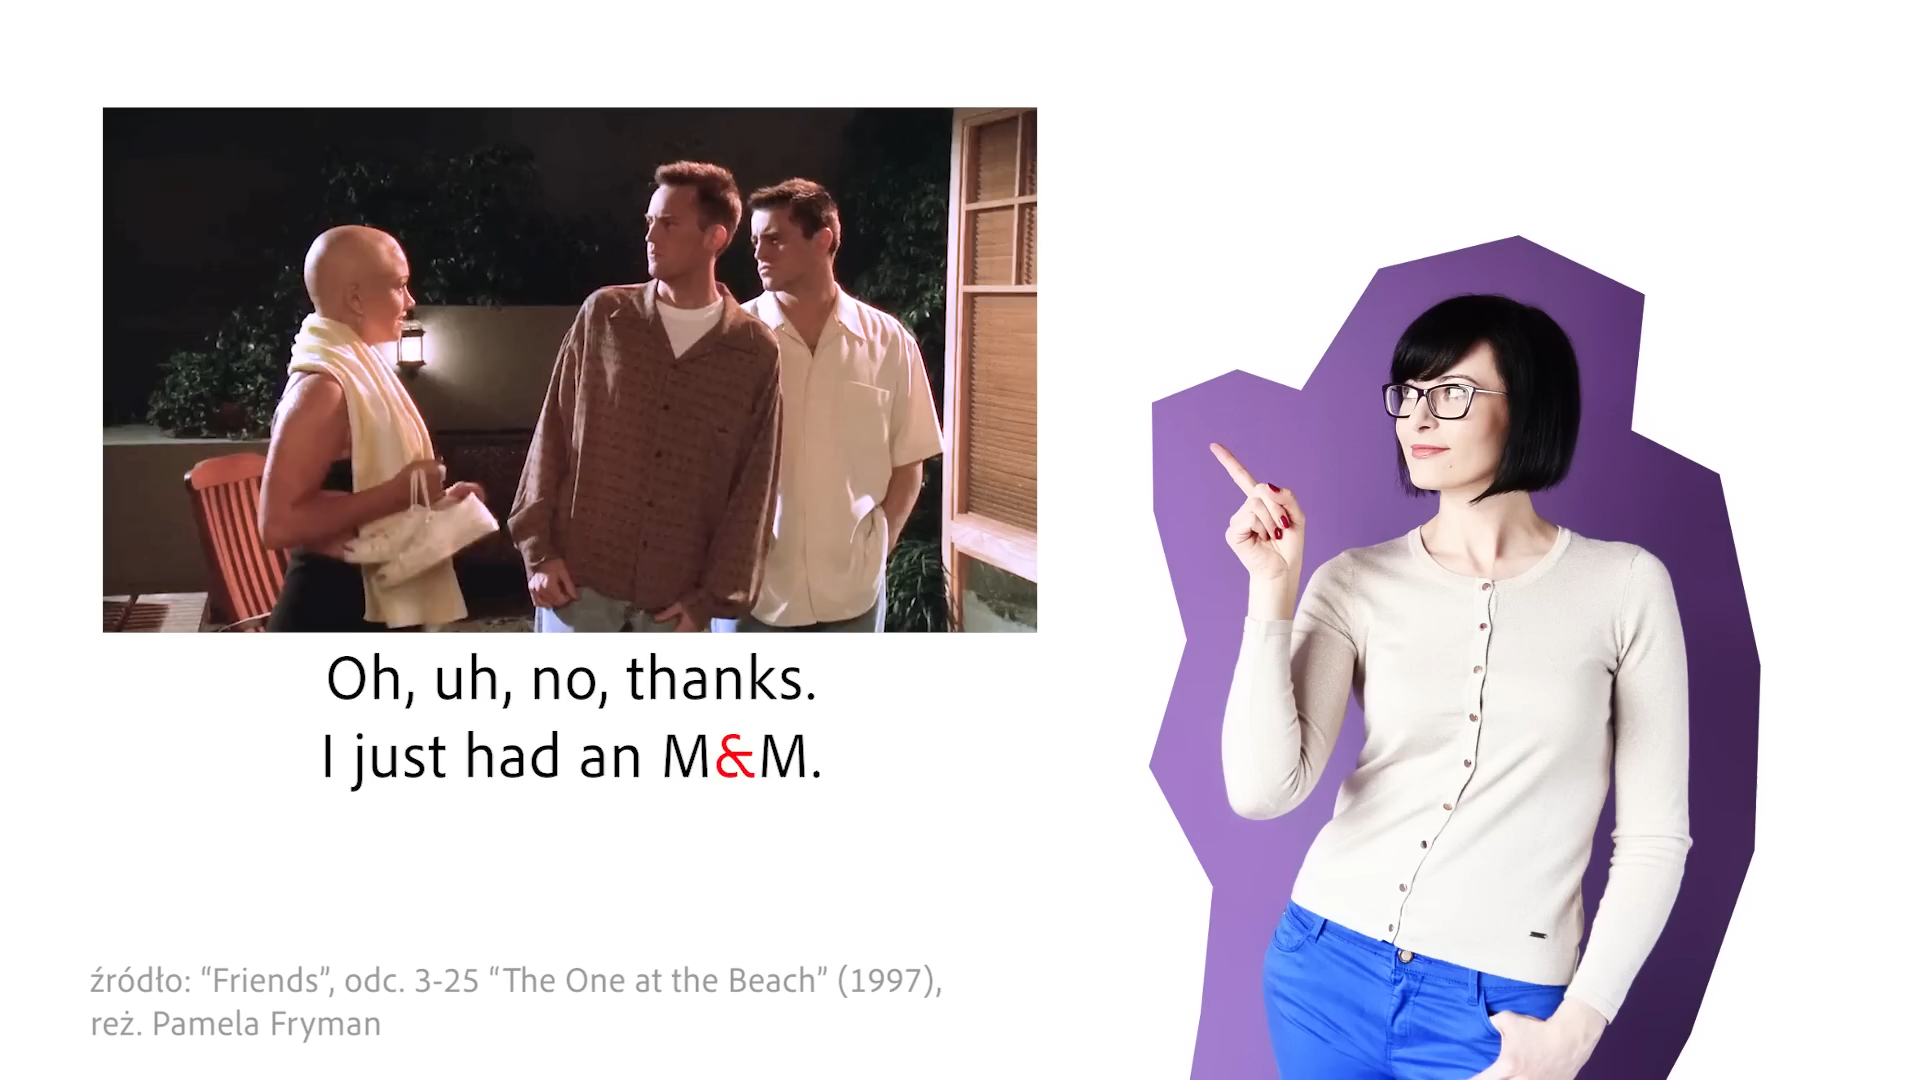 Oh, uh, no, thanks.
I just had an M&M.
źródło: “Friends”, odc. 3-25 “The One at the Beach” (1997),
reż. Pamela Fryman